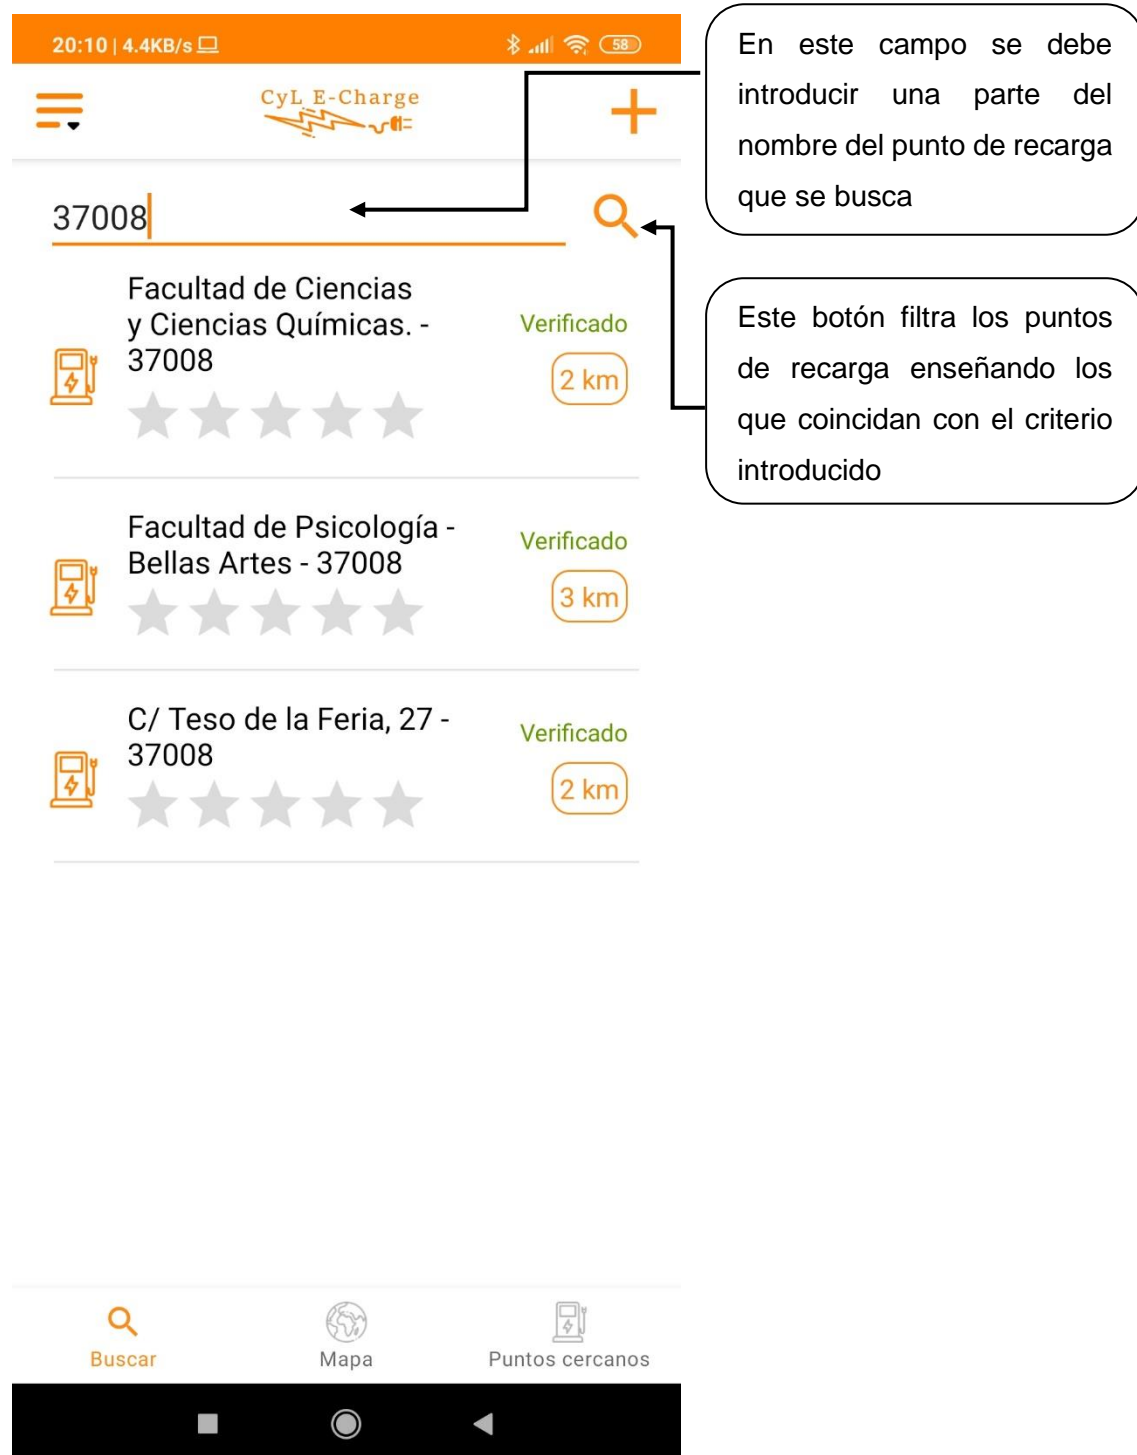 20:10 | 4.4KB/s
58
CyL E-Charge
37008
Facultad de Ciencias
y Ciencias Químicas. -
37008
Verificado
2 km
Facultad de Psicología -
Bellas Artes - 37008
Verificado
3 km
C/ Teso de la Feria, 27 -
37008
Verificado
2 km
Buscar
Mapa
Puntos cercanos
En este campo se debe
introducir una parte del
nombre del punto de recarga
que se busca
Este botón filtra los puntos
de recarga enseñando los
que coincidan con el criterio
introducido